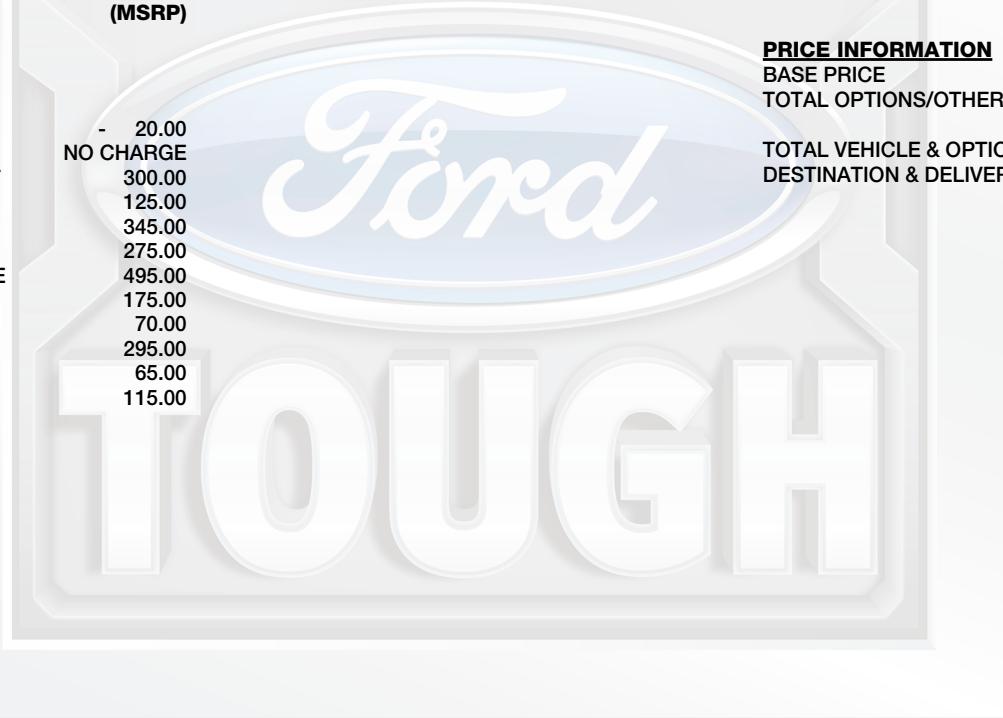 (MSRP)
- 20.00
NO CHARGE
300.00
125.00
345.00
275.00
E 495.00
175.00
70.00
295.00
65.00
115.00
PRICE INFORMATION
BASE PRICE
TOTAL OPTIONS/OTHER
TOTAL VEHICLE & OPTIO
DESTINATION & DELIVER
Ford
TOUGH